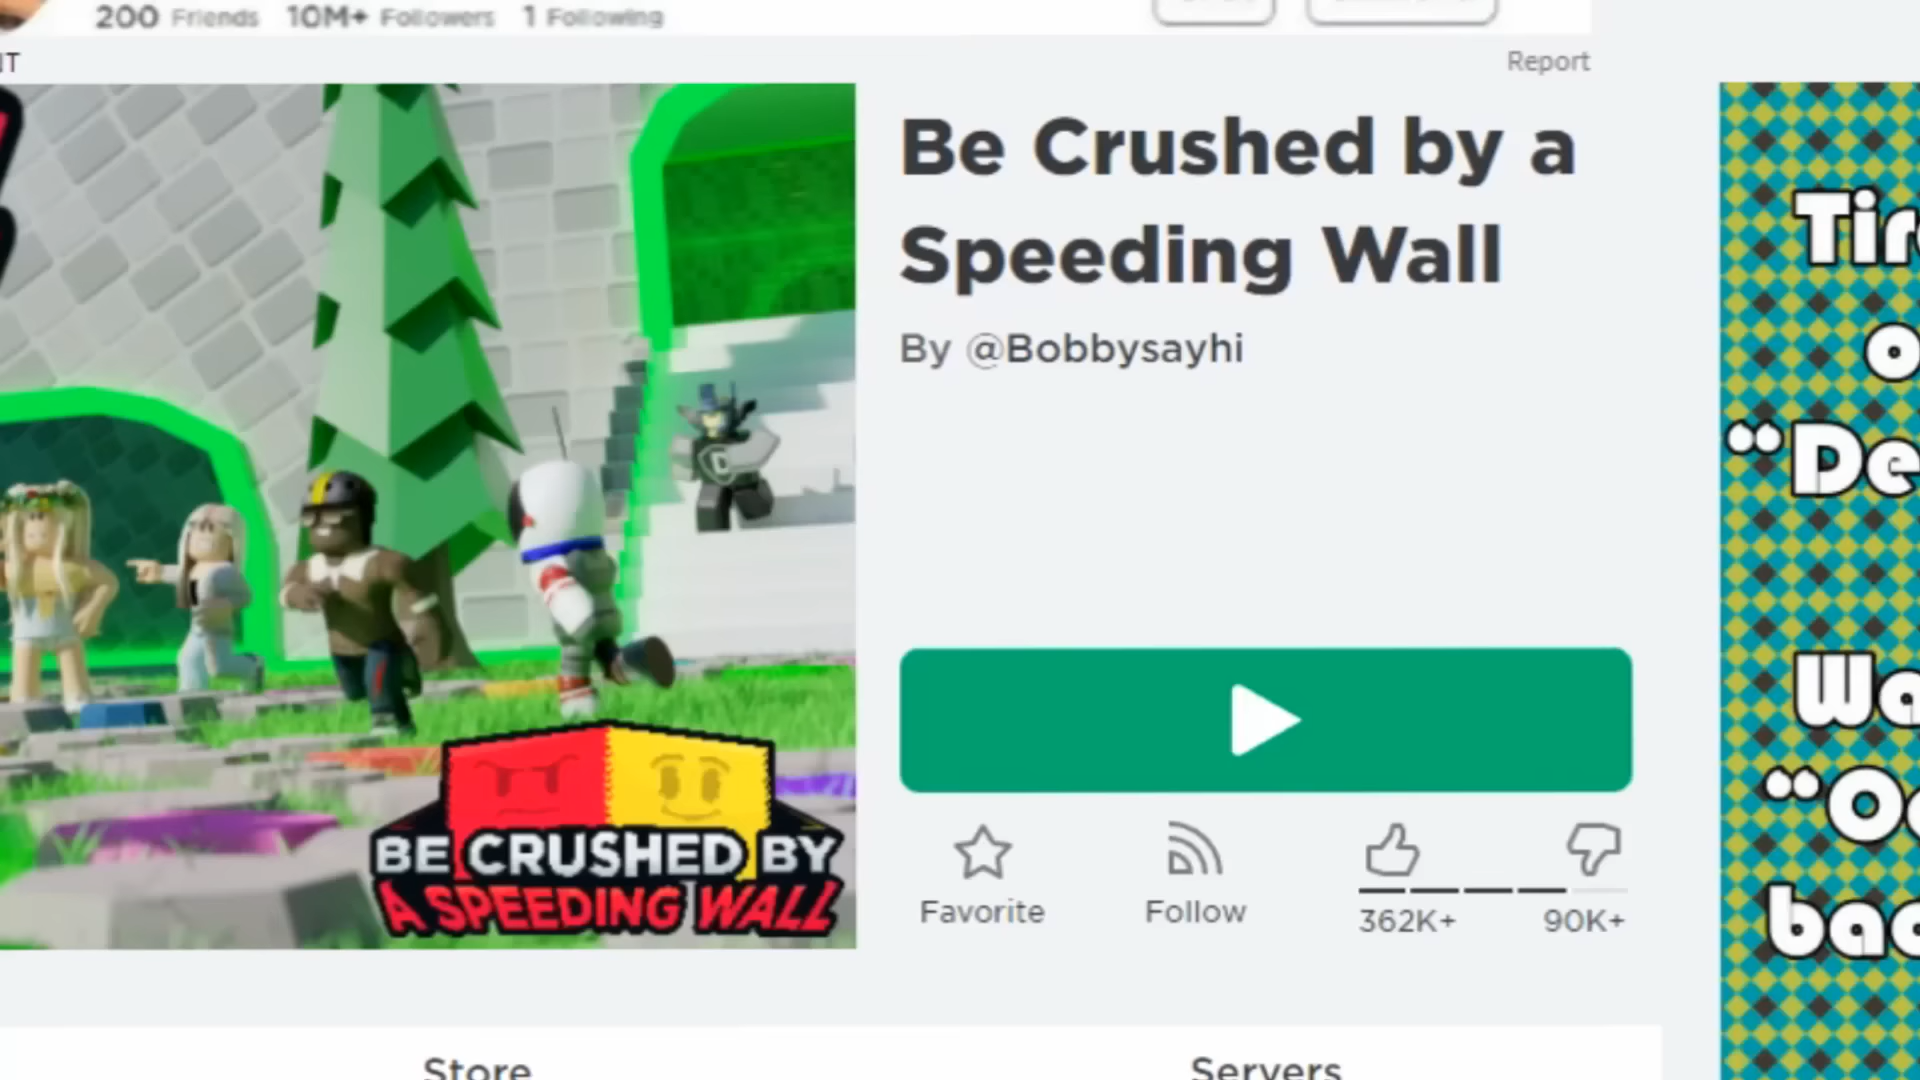 200 Friends 10M+ Followers 1 Following
Report
Be Crushed by a
Speeding Wall
By @Bobbysayhi
BE CRUSHED BY
A SPEEDING WALL
Favorite
Follow
362K+
90K+
Store
Servers